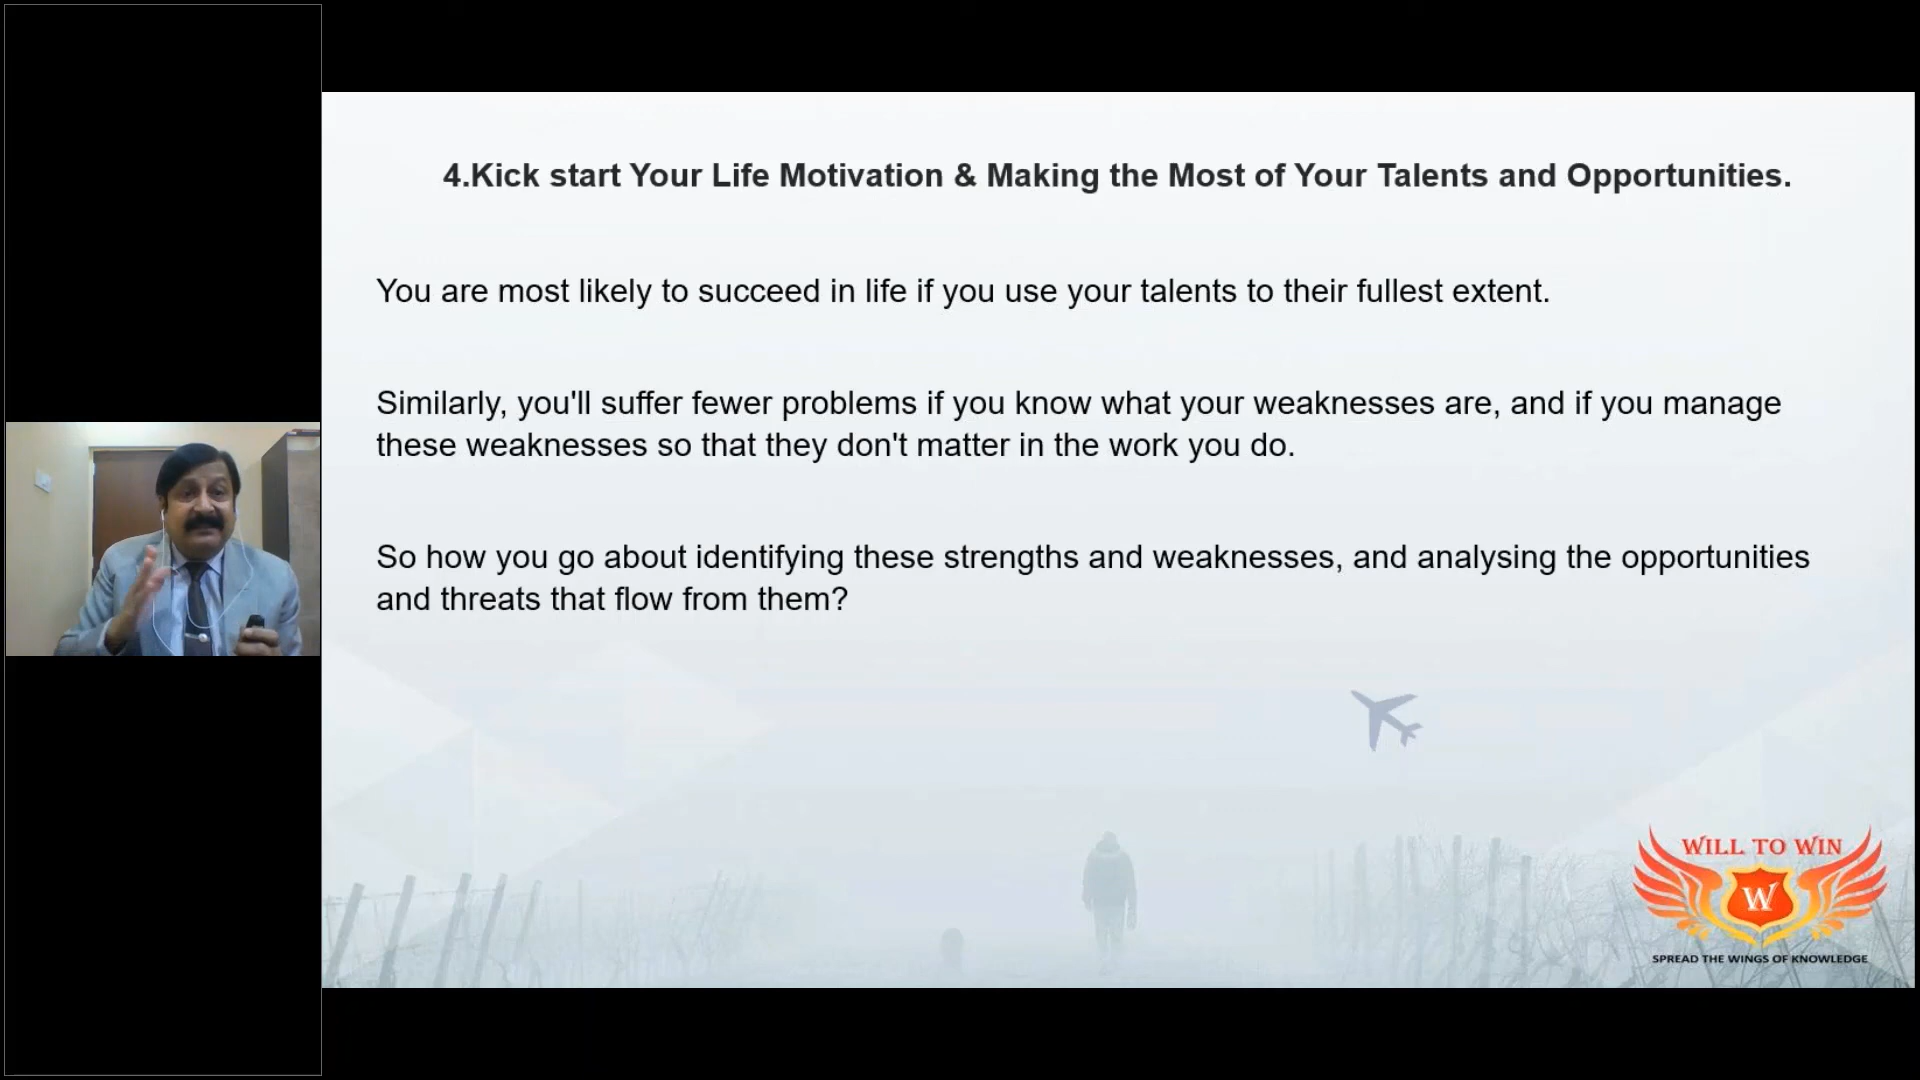 4.Kick start Your Life Motivation & Making the Most of Your Talents and Opportunities.
You are most likely to succeed in life if you use your talents to their fullest extent.
Similarly, you'll suffer fewer problems if you know what your weaknesses are, and if you manage
these weaknesses so that they don't matter in the work you do.
So how you go about identifying these strengths and weaknesses, and analysing the opportunities
and threats that flow from them?
WILL TO WIN
W
SPREAD THE WINGS OF KNOWLEDGE